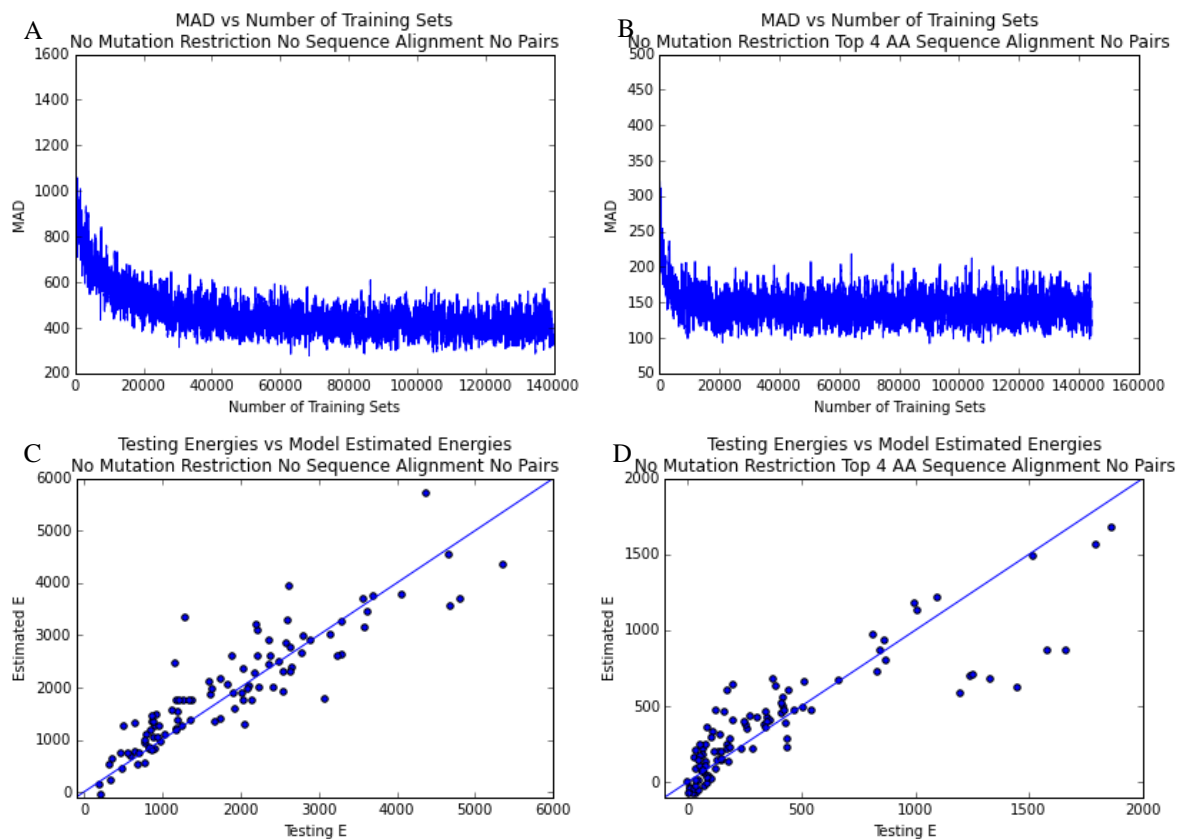 A
MAD vs Number of Training Sets
No Mutation Restriction No Sequence Alignment No Pairs
1600
1400
1200
1000
800
600
400
200
MAD
0 20000 40000 60000 80000 100000 120000 140000
Number of Training Sets
B
MAD vs Number of Training Sets
No Mutation Restriction Top 4 AA Sequence Alignment No Pairs
500
450
400
350
300
250
200
150
100
50
MAD
0 20000 40000 60000 80000 100000 120000 140000 160000
Number of Training Sets
C
Testing Energies vs Model Estimated Energies
No Mutation Restriction No Sequence Alignment No Pairs
6000
5000
4000
3000
2000
1000
0
Estimated E
0 1000 2000 3000 4000 5000 6000
Testing E
D
Testing Energies vs Model Estimated Energies
No Mutation Restriction Top 4 AA Sequence Alignment No Pairs
2000
1500
1000
500
0
Estimated E
0 500 1000 1500 2000
Testing E